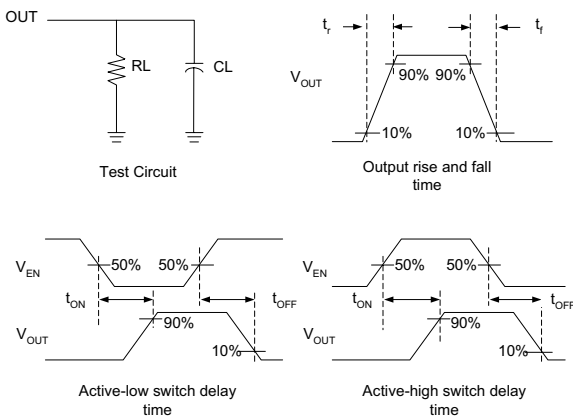 OUT
RL
CL
Test Circuit
tr
tf
VOUT
90%
90%
10%
10%
Output rise and fall
time
VEN
50%
50%
tON
tOFF
VOUT
90%
10%
Active-low switch delay
time
VEN
50%
50%
tON
tOFF
VOUT
90%
10%
Active-high switch delay
time